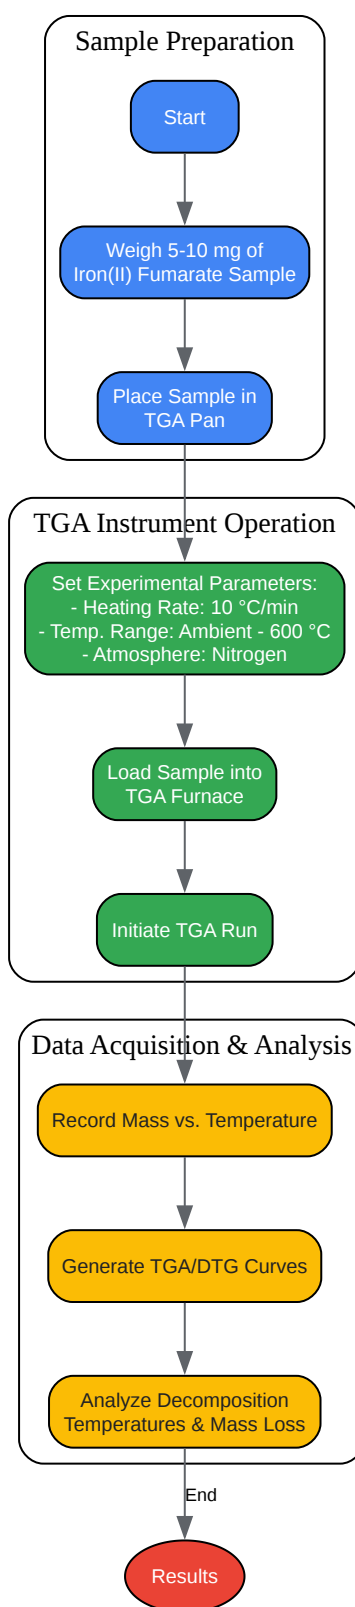 Sample Preparation
Start
Weigh 5-10 mg of
Iron(II) Fumarate Sample
Place Sample in
TGA Pan
TGA Instrument Operation
Set Experimental Parameters:
- Heating Rate: 10 °C/min
- Temp. Range: Ambient - 600 °C
- Atmosphere: Nitrogen
Load Sample into
TGA Furnace
Initiate TGA Run
Data Acquisition & Analysis
Record Mass vs. Temperature
Generate TGA/DTG Curves
Analyze Decomposition
Temperatures & Mass Loss
End
Results